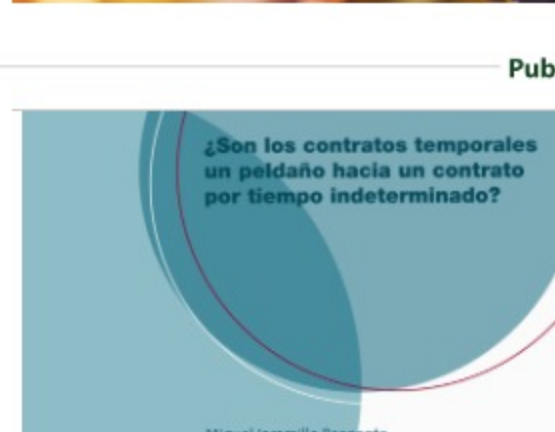 Pub
¿Son los contratos temporales
un peldaño hacia un contrato
por tiempo indeterminado?